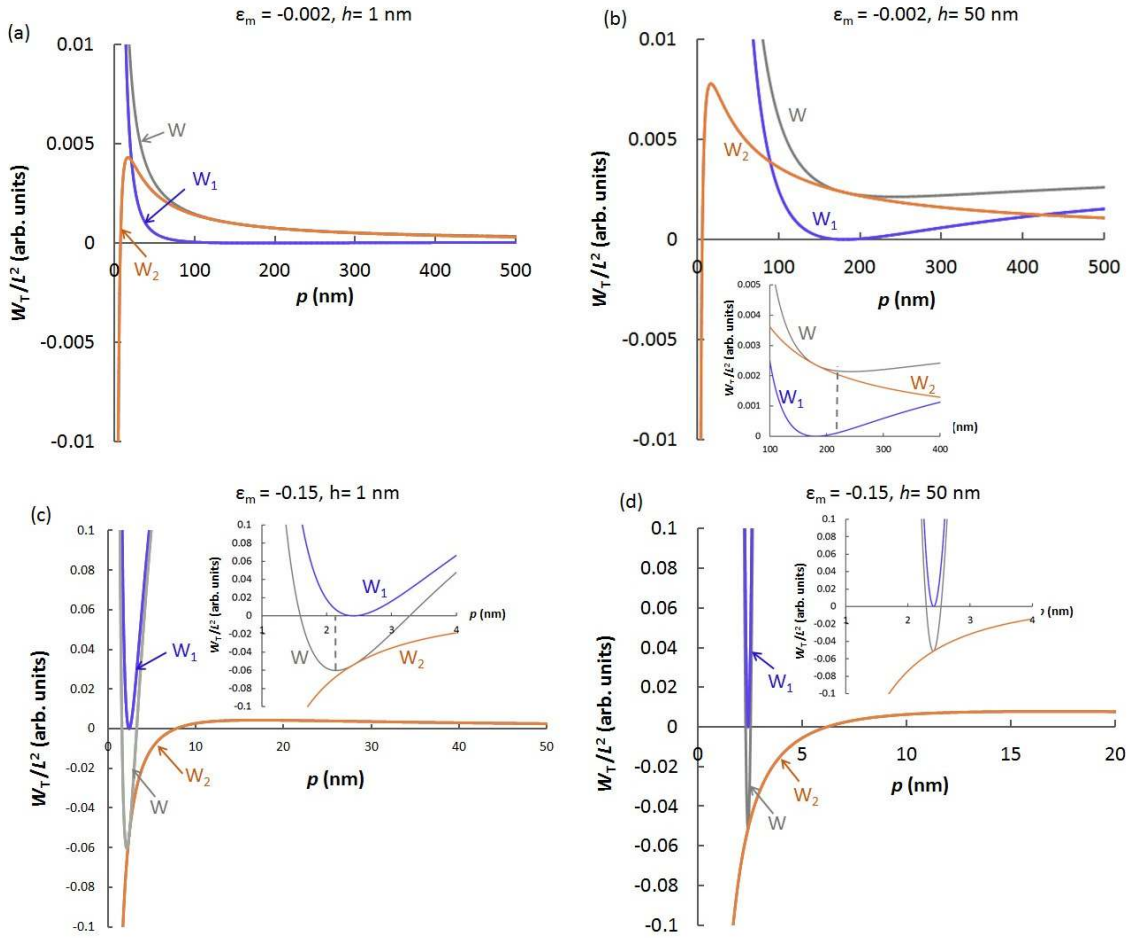 (a)
εm = -0.002, h= 1 nm
WT/L2 (arb. units)
0.01
0.005
0
-0.005
-0.01
0 100 200 300 400 500
p (nm)
W
W1
W2
(b)
εm = -0.002, h= 50 nm
WT/L2 (arb. units)
0.01
0.005
0
-0.005
-0.01
0 100 200 300 400 500
p (nm)
W
W2
W1
WT/L2 (arb. units)
0.005
0.004
0.003
0.002
0.001
0
100 200 300 400
(nm)
W
W2
W1
(c)
εm = -0.15, h= 1 nm
WT/L2 (arb. units)
0.1
0.08
0.06
0.04
0.02
0
-0.02
-0.04
-0.06
-0.08
-0.1
10 20 30 40 50
p (nm)
W1
W2
W
WT/L2 (arb. units)
0.1
0.08
0.06
0.04
0.02
0
-0.02
-0.04
-0.06
-0.08
-0.1
1 2 3 4
p (nm)
W1
W
W2
(d)
εm = -0.15, h= 50 nm
WT/L2 (arb. units)
0.1
0.08
0.06
0.04
0.02
0
-0.02
-0.04
-0.06
-0.08
-0.1
0 5 10 15 20
p (nm)
W1
W2
W
WT/L2 (arb. units)
0.1
0.08
0.06
0.04
0.02
0
-0.02
-0.04
-0.06
-0.08
-0.1
1 2 3 4
p (nm)